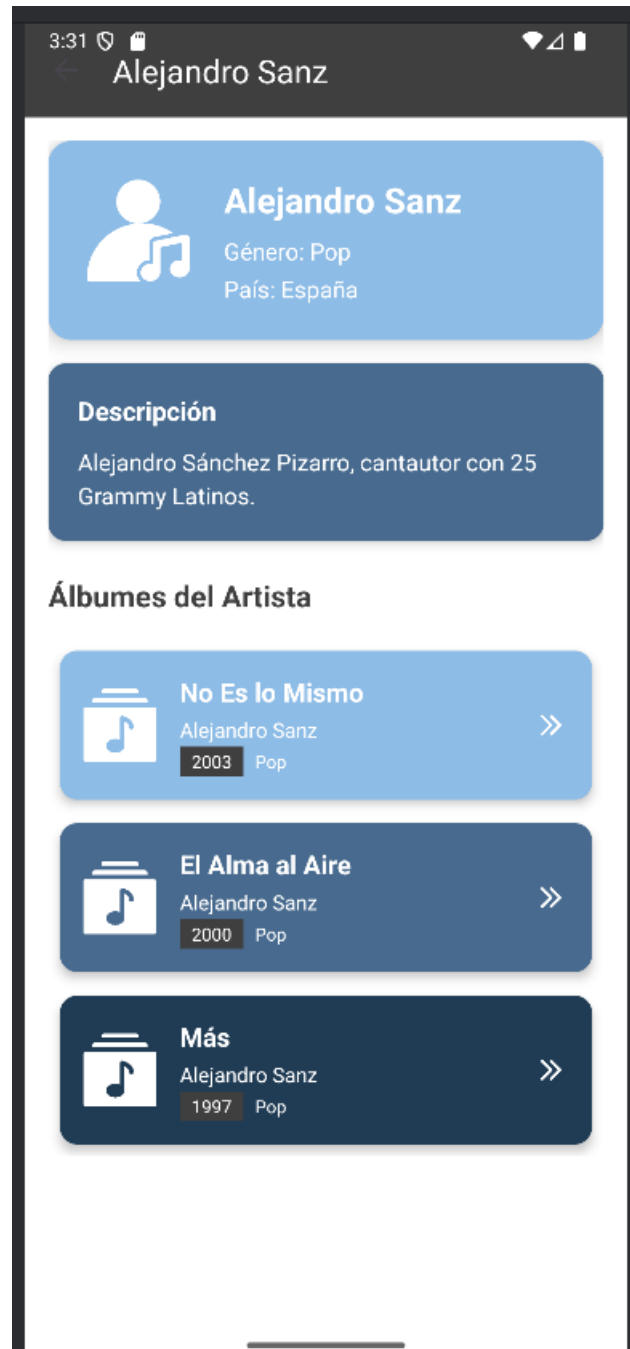 3:31
Alejandro Sanz
Alejandro Sanz
Género: Pop
País: España
Descripción
Alejandro Sánchez Pizarro, cantautor con 25
Grammy Latinos.
Álbumes del Artista
No Es lo Mismo
Alejandro Sanz
2003 Pop
El Alma al Aire
Alejandro Sanz
2000 Pop
Más
Alejandro Sanz
1997 Pop